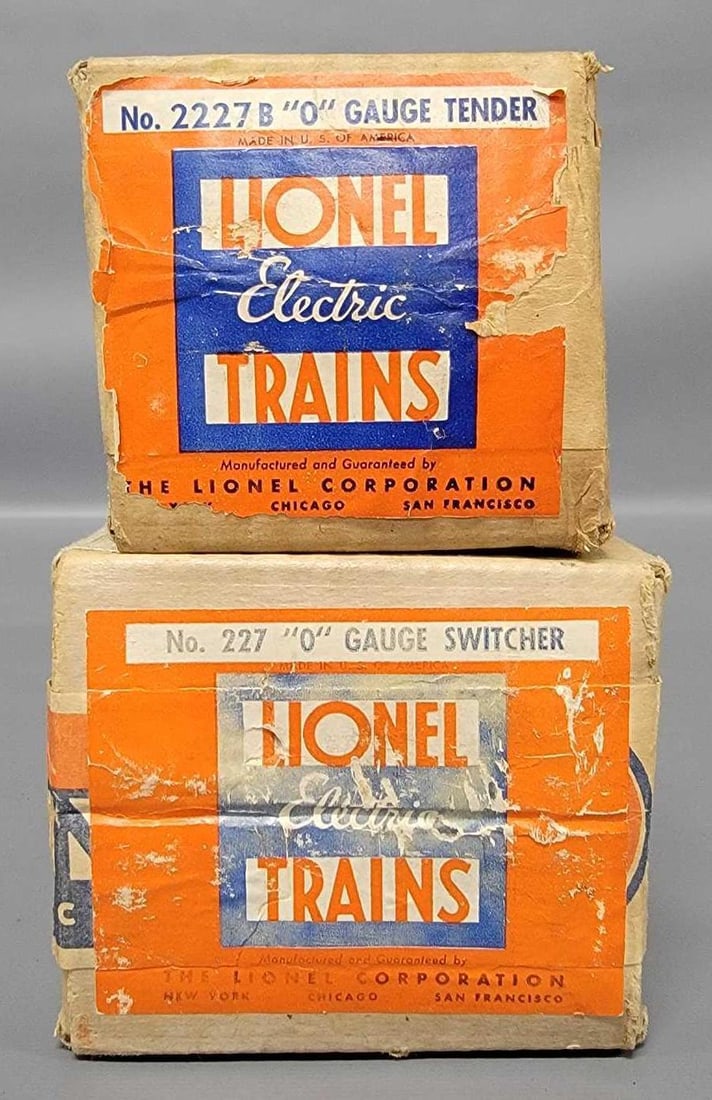 No. 2227 B "O" GAUGE TENDER
MADE IN U. S. OF AMERICA
LIONEL
Electric
TRAINS
Manufactured and Guaranteed by
THE LIONEL CORPORATION
CHICAGO SAN FRANCISCO
No. 227 "O" GAUGE SWITCHER
MADE IN U. S. OF AMERICA
LIONEL
Electric
TRAINS
Manufactured and Guaranteed by
THE LIONEL CORPORATION
NEW YORK CHICAGO SAN FRANCISCO